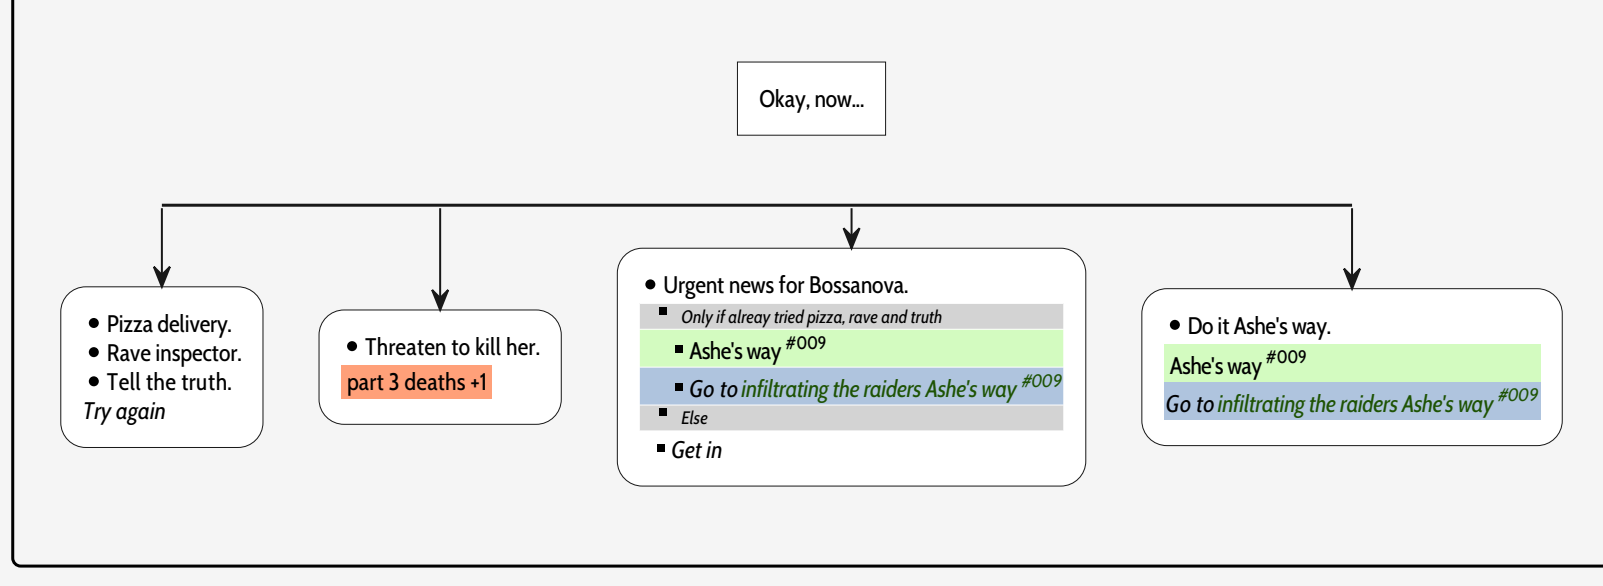 Okay, now...
Pizza delivery.
Rave inspector.
Tell the truth.
Try again
Threaten to kill her.
part 3 deaths +1
Urgent news for Bossanova.
Only if alreay tried pizza, rave and truth
Ashe's way #009
Go to infiltrating the raiders Ashe's way #009
Else
Get in
Do it Ashe's way.
Ashe's way #009
Go to infiltrating the raiders Ashe's way #009